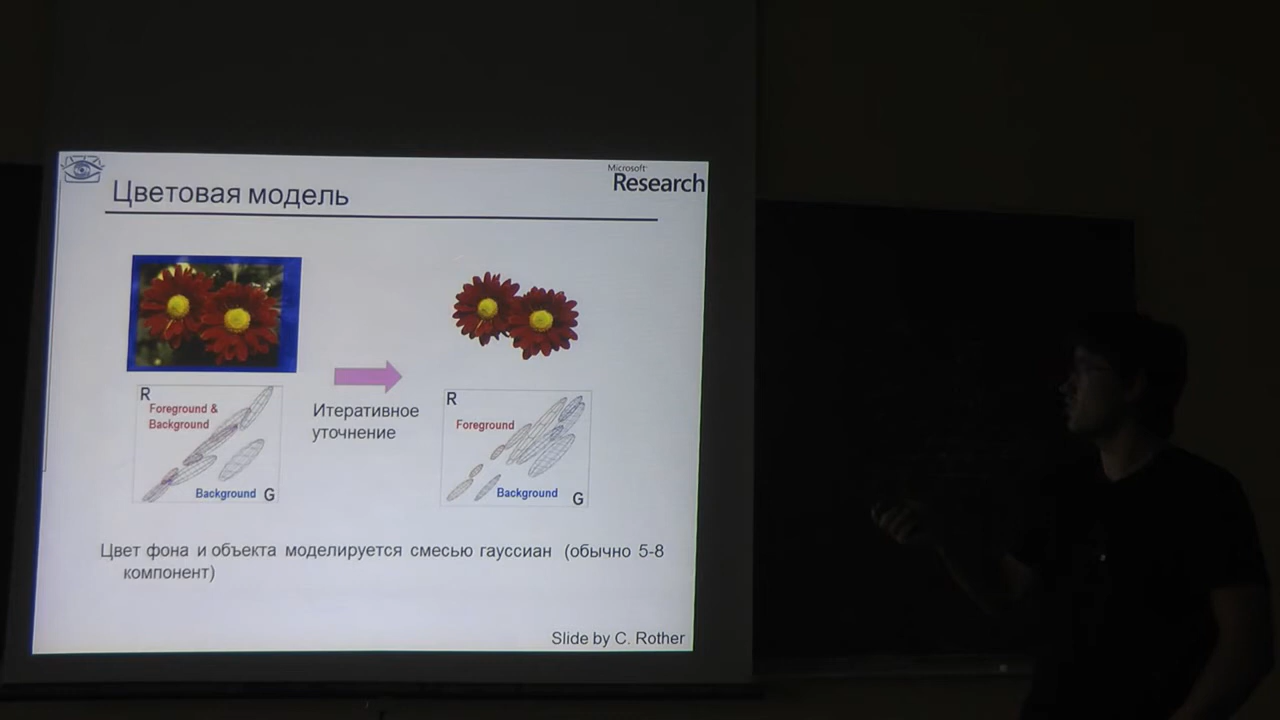 Microsoft
Research
Цветовая модель
R
Foreground &
Background
Background G
Итеративное
уточнение
R
Foreground
Background G
Цвет фона и объекта моделируется смесью гауссиан (обычно 5-8
компонент)
Slide by C. Rother